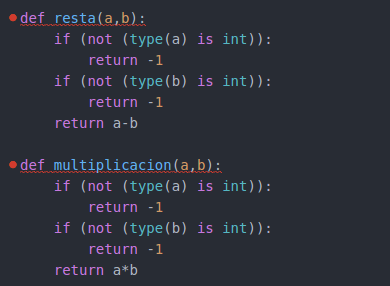 def resta(a,b):
    if (not (type(a) is int)):
        return -1
    if (not (type(b) is int)):
        return -1
    return a-b
def multiplicacion(a,b):
    if (not (type(a) is int)):
        return -1
    if (not (type(b) is int)):
        return -1
    return a*b